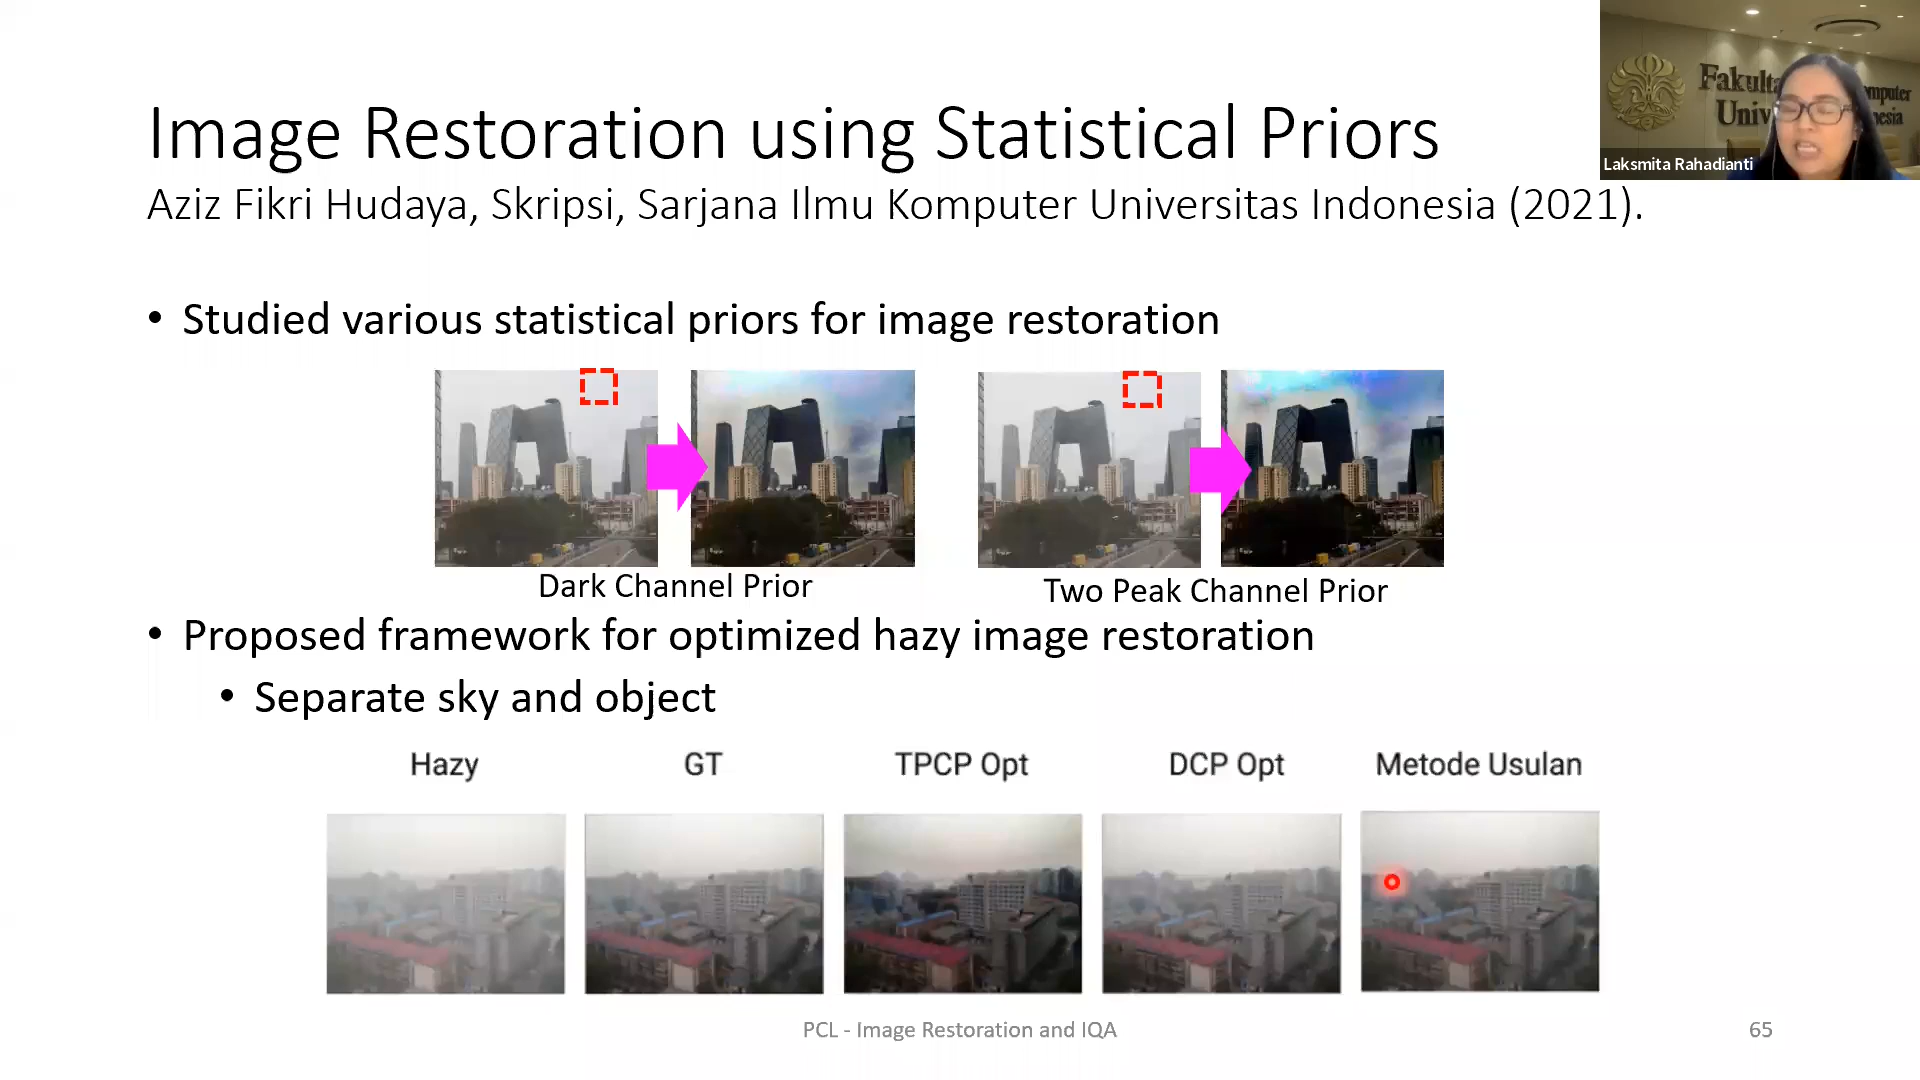 Image Restoration using Statistical Priors
Aziz Fikri Hudaya, Skripsi, Sarjana Ilmu Komputer Universitas Indonesia (2021).
Laksmita Rahadianti
• Studied various statistical priors for image restoration
Dark Channel Prior
Two Peak Channel Prior
• Proposed framework for optimized hazy image restoration
• Separate sky and object
Hazy
GT
TPCP Opt
DCP Opt
Metode Usulan
PCL - Image Restoration and IQA
65